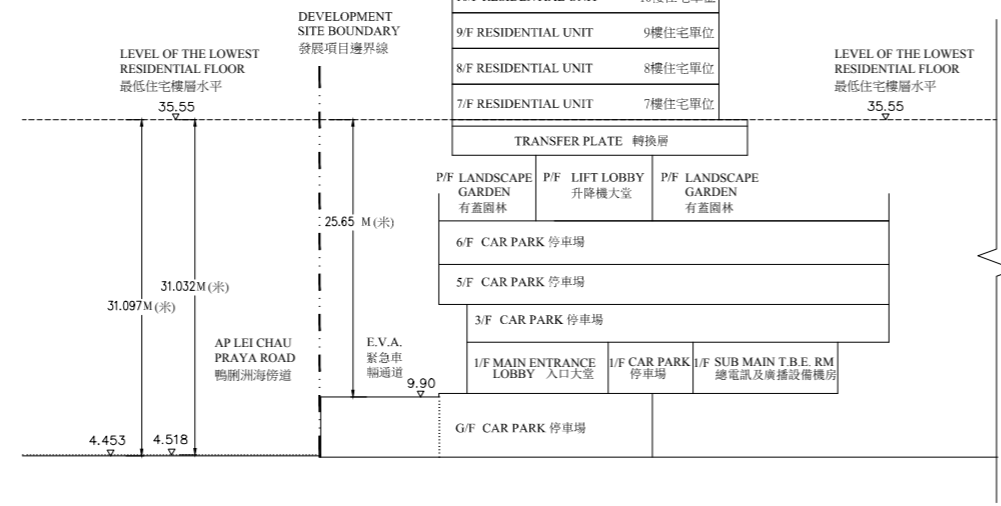 DEVELOPMENT
SITE BOUNDARY
發展項目邊界線
9/F RESIDENTIAL UNIT 9樓住宅單位
8/F RESIDENTIAL UNIT 8樓住宅單位
7/F RESIDENTIAL UNIT 7樓住宅單位
LEVEL OF THE LOWEST
RESIDENTIAL FLOOR
最低住宅樓層水平
35.55
LEVEL OF THE LOWEST
RESIDENTIAL FLOOR
最低住宅樓層水平
35.55
TRANSFER PLATE 轉換層
P/F LANDSCAPE
GARDEN
有蓋園林
P/F LIFT LOBBY
升降機大堂
P/F LANDSCAPE
GARDEN
有蓋園林
25.65 M(米)
6/F CAR PARK 停車場
5/F CAR PARK 停車場
31.032M(米)
31.097M(米)
3/F CAR PARK 停車場
AP LEI CHAU
PRAYA ROAD
鴨脷洲海傍道
E.V.A.
緊急車
輛通道
9.90
1/F MAIN ENTRANCE
LOBBY 入口大堂
1/F CAR PARK
停車場
1/F SUB MAIN T.B.E. RM
總電訊及廣播設備機房
G/F CAR PARK 停車場
4.453
4.518